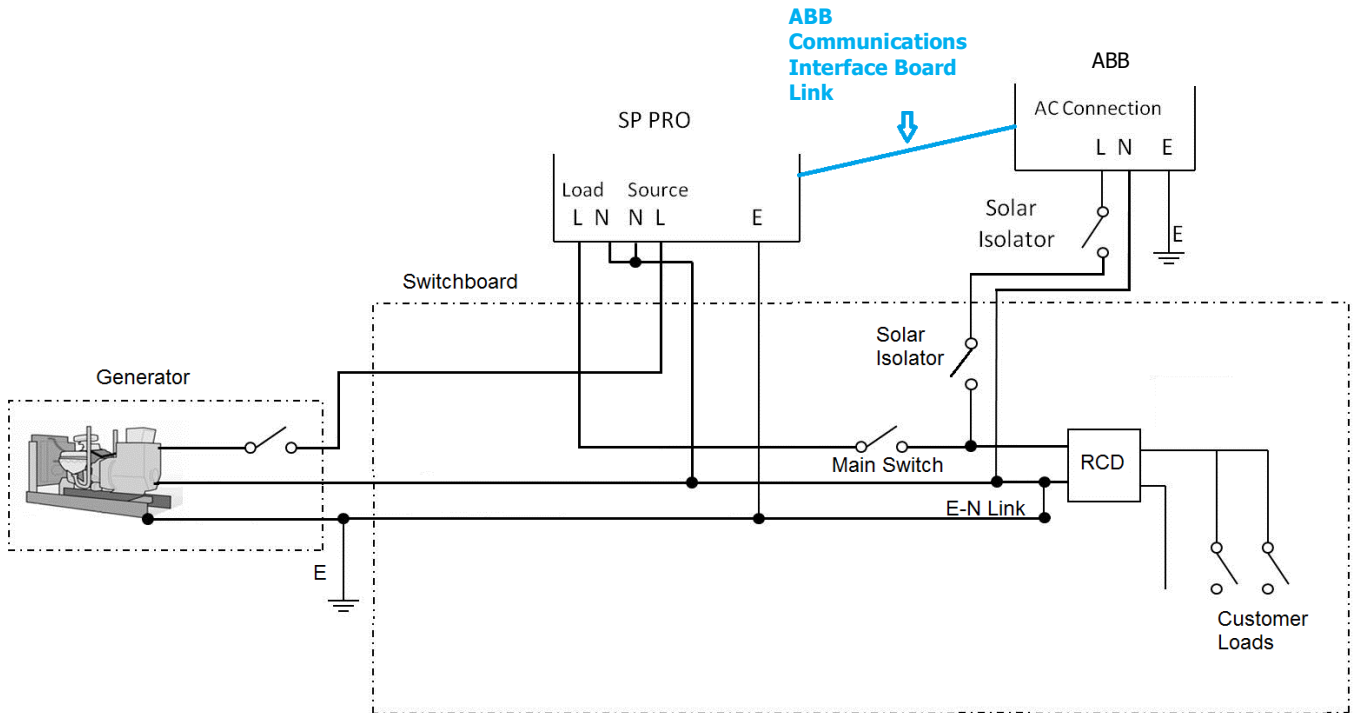 ABB
Communications
Interface Board
Link
ABB
SP PRO
AC Connection
L N E
Load Source
L N N L E
Solar
Isolator
E
Switchboard
Solar
Isolator
Generator
Main Switch
RCD
E-N Link
E
Customer
Loads